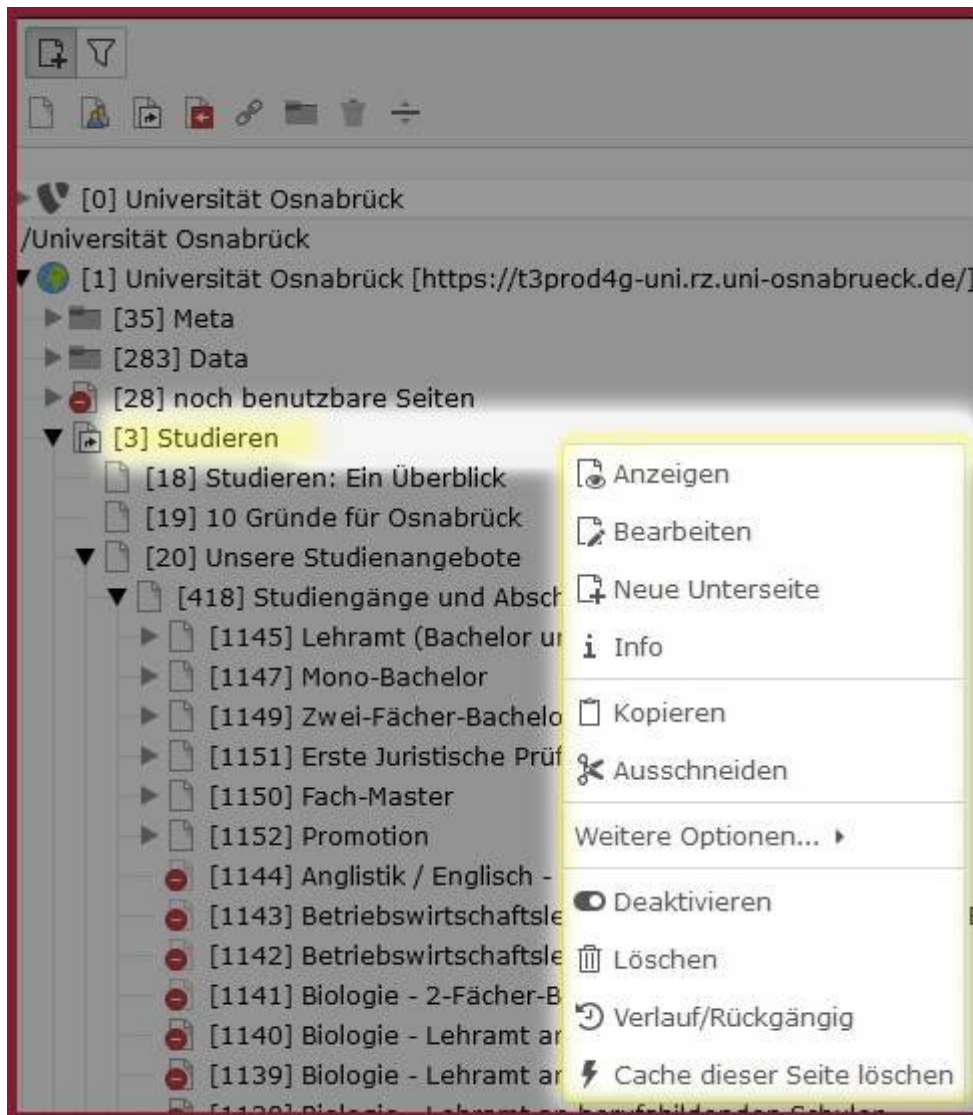 [0] Universität Osnabrück
/Universität Osnabrück
[1] Universität Osnabrück [https://t3prod4g-uni.rz.uni-osnabrueck.de/]
[35] Meta
[283] Data
[28] noch benutzbare Seiten
[3] Studieren
[18] Studieren: Ein Überblick
[19] 10 Gründe für Osnabrück
[20] Unsere Studienangebote
[418] Studiengänge und Absch
[1145] Lehramt (Bachelor un
[1147] Mono-Bachelor
[1149] Zwei-Fächer-Bachelo
[1151] Erste Juristische Prüf
[1150] Fach-Master
[1152] Promotion
[1144] Anglistik / Englisch -
[1143] Betriebswirtschaftsle
[1142] Betriebswirtschaftsle
[1141] Biologie - 2-Fächer-B
[1140] Biologie - Lehramt an
[1139] Biologie - Lehramt an
Anzeigen
Bearbeiten
Neue Unterseite
Info
Kopieren
Ausschneiden
Weitere Optionen...
Deaktivieren
Löschen
Verlauf/Rückgängig
Cache dieser Seite löschen